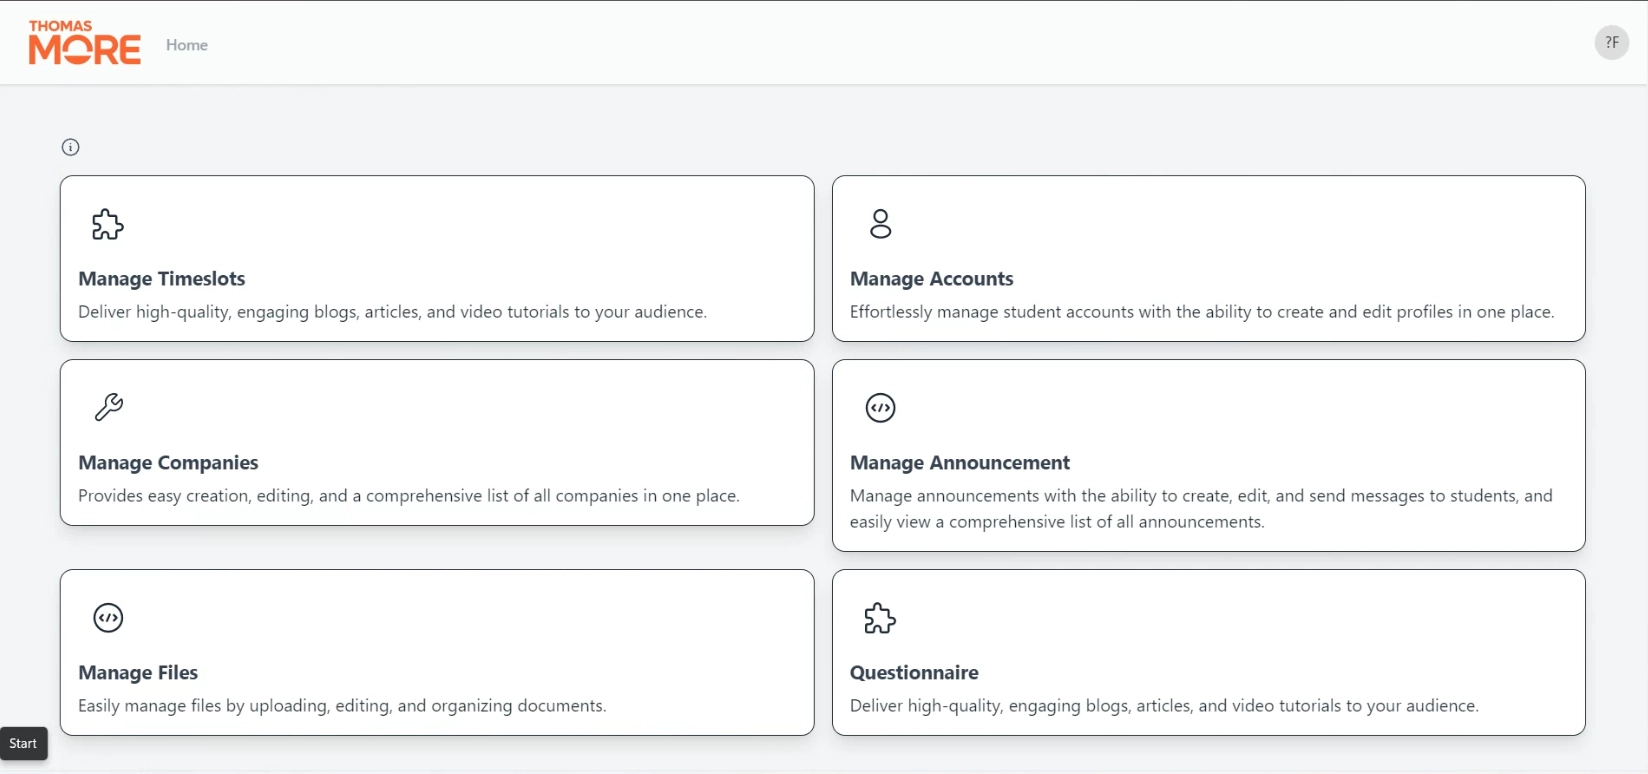 THOMAS
MORE
Home
?F
Manage Timeslots
Deliver high-quality, engaging blogs, articles, and video tutorials to your audience.
Manage Accounts
Effortlessly manage student accounts with the ability to create and edit profiles in one place.
Manage Companies
Provides easy creation, editing, and a comprehensive list of all companies in one place.
Manage Announcement
Manage announcements with the ability to create, edit, and send messages to students, and
easily view a comprehensive list of all announcements.
Manage Files
Easily manage files by uploading, editing, and organizing documents.
Questionnaire
Deliver high-quality, engaging blogs, articles, and video tutorials to your audience.
Start